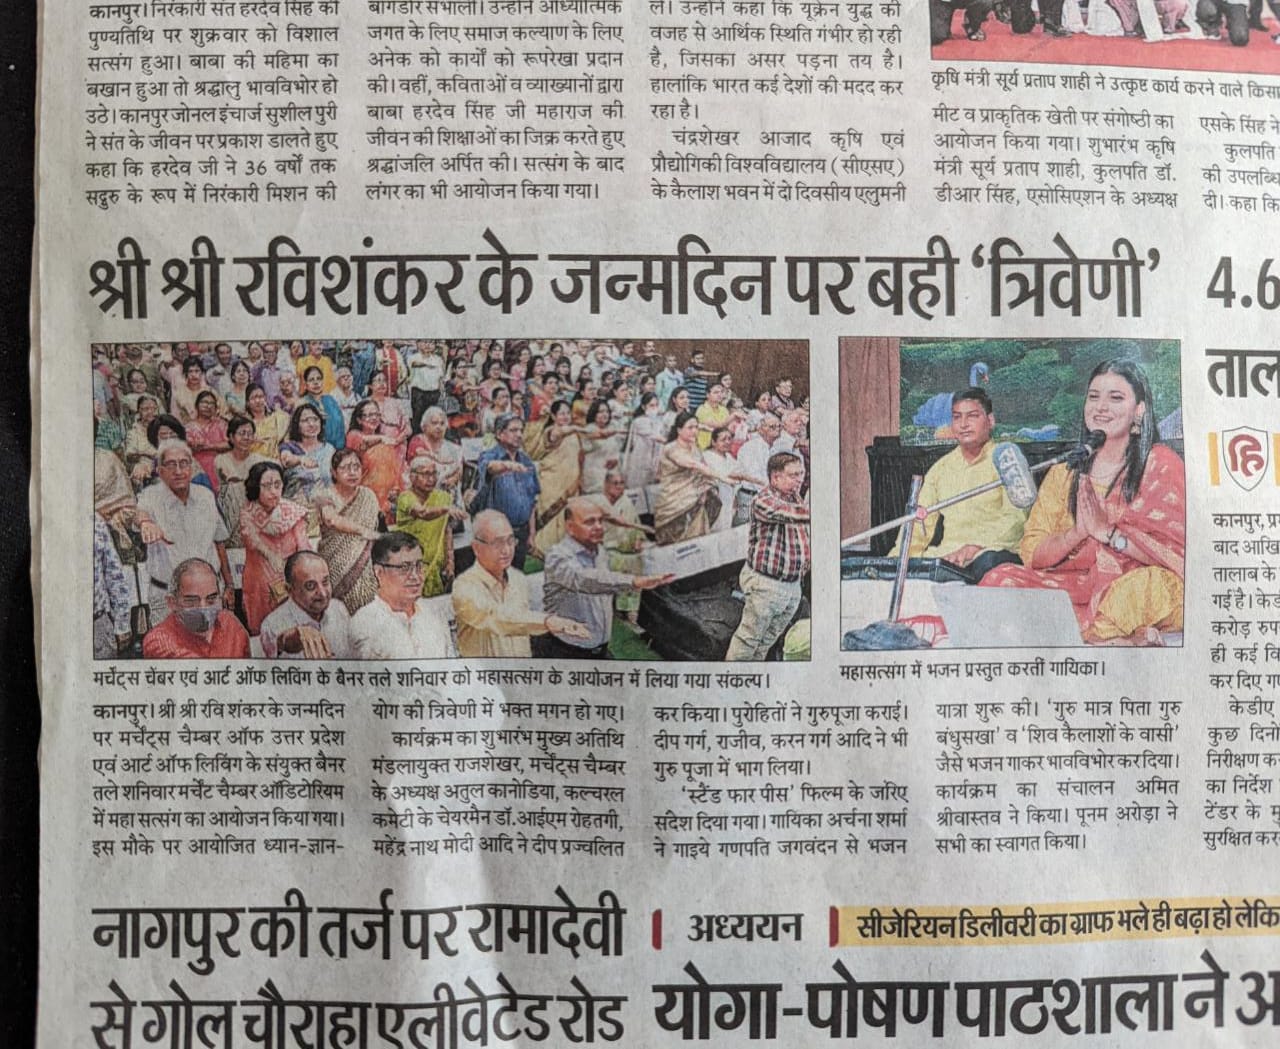 कानपुर। निरंकारी संत हरदेव सिंह की
पुण्यतिथि पर शुक्रवार को विशाल
सत्संग हुआ। बाबा की महिमा का
बखान हुआ तो श्रद्धालु भावविभोर हो
उठे। कानपुर जोनल इंचार्ज सुशील पुरी
ने संत के जीवन पर प्रकाश डालते हुए
कहा कि हरदेव जी ने 36 वर्षों तक
सद्गुरु के रूप में निरंकारी मिशन की
बागडोर संभाली। उन्होंने आध्यात्मिक
जगत के लिए समाज कल्याण के लिए
अनेक को कार्यों को रूपरेखा प्रदान
की। वहीं, कविताओं व व्याख्यानों द्वारा
बाबा हरदेव सिंह जी महाराज की
जीवन की शिक्षाओं का जिक्र करते हुए
श्रद्धांजलि अर्पित की। सत्संग के बाद
लंगर का भी आयोजन किया गया।
ली। उन्होंने कहा कि यूक्रेन युद्ध की
वजह से आर्थिक स्थिति गंभीर हो रही
है, जिसका असर पड़ना तय है।
हालांकि भारत कई देशों की मदद कर
रहा है।
चंद्रशेखर आजाद कृषि एवं
प्रौद्योगिकी विश्वविद्यालय (सीएसए)
के कैलाश भवन में दो दिवसीय एलुमनी
कृषि मंत्री सूर्य प्रताप शाही ने उत्कृष्ट कार्य करने वाले
मीट व प्राकृतिक खेती पर संगोष्ठी का
आयोजन किया गया। शुभारंभ कृषि
मंत्री सूर्य प्रताप शाही, कुलपति डॉ.
डीआर सिंह, एसोसिएशन के अध्यक्ष
एसके सिंह ने
कुलपति
की
दी। कहा कि
श्री श्री रविशंकर के जन्मदिन पर बही 'त्रिवेणी'
मर्चेंट्स चेंबर एवं आर्ट ऑफ लिविंग के बैनर तले शनिवार को महासत्संग के आयोजन में लिया गया संकल्प।
महासत्संग में भजन प्रस्तुत करतीं गायिका।
कानपुर। श्री श्री रवि शंकर के जन्मदिन
पर मर्चेंट्स चैम्बर ऑफ उत्तर प्रदेश
एवं आर्ट ऑफ लिविंग के संयुक्त बैनर
तले शनिवार मर्चेंट चैम्बर ऑडिटोरियम
में महा सत्संग का आयोजन किया गया।
इस मौके पर आयोजित ध्यान-ज्ञान-
योग की त्रिवेणी में भक्त मगन हो गए।
कार्यक्रम का शुभारंभ मुख्य अतिथि
मंडलायुक्त राजशेखर, मर्चेंट्स चैम्बर
के अध्यक्ष अतुल कानोडिया, कल्चरल
कमेटी के चेयरमैन डॉ.आईएम रोहतगी,
महेंद्र नाथ मोदी आदि ने दीप प्रज्वलित
कर किया। पुरोहितों ने गुरुपूजा कराई।
दीप गर्ग, राजीव, करन गर्ग आदि ने भी
गुरु पूजा में भाग लिया।
'स्टैंड फार पीस' फिल्म के जरिए
संदेश दिया गया। गायिका अर्चना शर्मा
ने गाइये गणपति जगवंदन से भजन
यात्रा शुरू की। 'गुरु मात्र पिता गुरु
बंधुसखा' व 'शिव कैलाशों के वासी'
जैसे भजन गाकर भावविभोर कर दिया।
कार्यक्रम का संचालन अमित
श्रीवास्तव ने किया। पूनम अरोड़ा ने
सभी का स्वागत किया।
4.6
ताल
हि
कानपुर, प्र
बाद आखि
तालाब के
गई है। केड
करोड़ रुप
ही कई वि
कर दिए गए
केडीए
कुछ दिनों
निरीक्षण क
का निर्देश
टेंडर के
सुरक्षित कर
नागपुर की तर्ज पर रामादेवी
से गोल चौराहा एलीवेटेड रोड
अध्ययन
सीजेरियन डिलीवरी का ग्राफ भले ही बढ़ा हो लेकि
योगा-पोषण पाठशाला ने अ